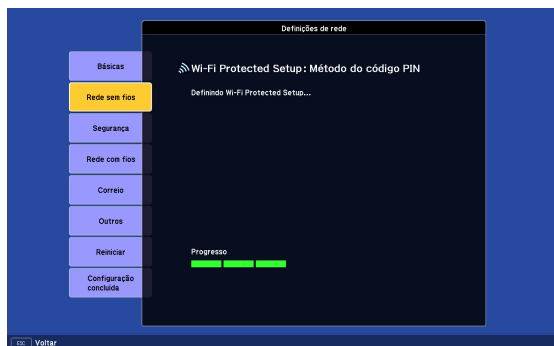 Definições de rede
Básicas
Rede sem fios
Segurança
Rede com fios
Correio
Outros
Reiniciar
Configuração
concluída
Wi-Fi Protected Setup: Método do código PIN
Definindo Wi-Fi Protected Setup...
Progresso
ESC Voltar